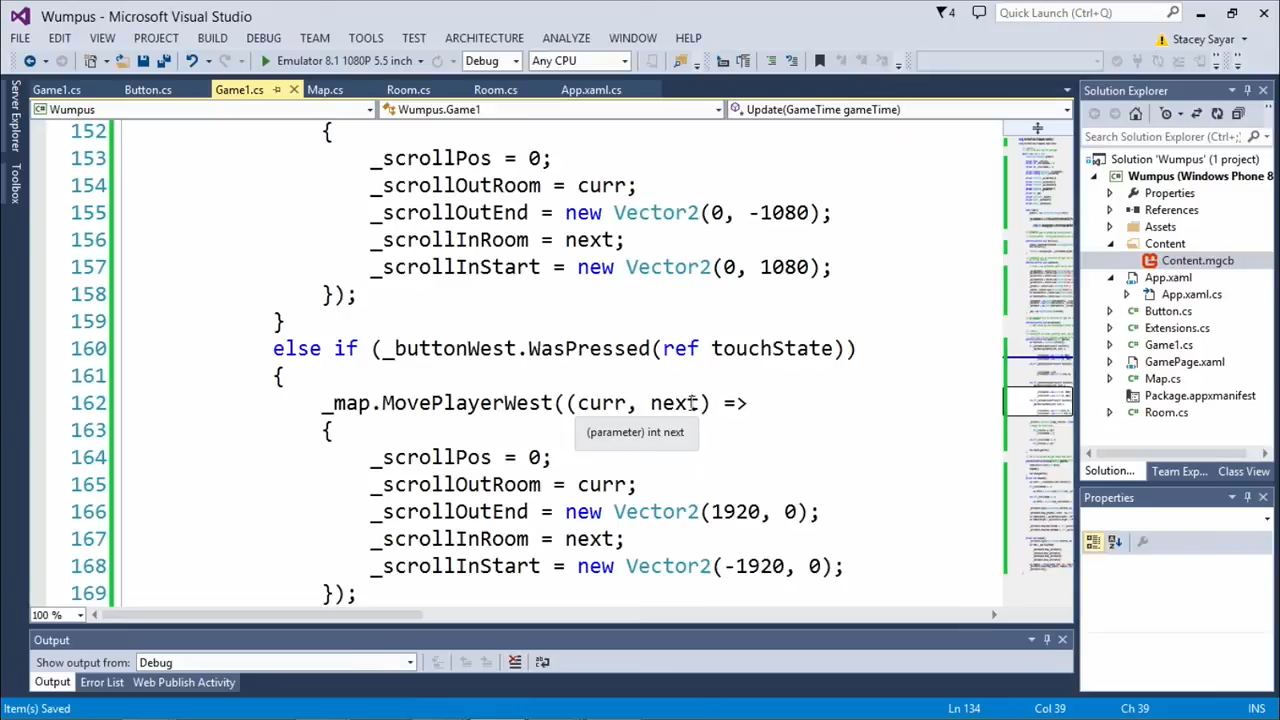 Wumpus - Microsoft Visual Studio
4
Quick Launch (Ctrl+Q)
FILE EDIT VIEW PROJECT BUILD DEBUG TEAM TOOLS TEST ARCHITECTURE ANALYZE WINDOW HELP
Stacey Sayar
Emulator 8.1 1080P 5.5 inch Debug Any CPU
Server Explorer
Toolbox
Game1.cs Button.cs Game1.cs Map.cs Room.cs Room.cs App.xaml.cs
Wumpus Wumpus.Game1 Update(GameTime gameTime)
152 {
153 _scrollPos = 0;
154 _scrollOutRoom = curr;
155 _scrollOutEnd = new Vector2(0, -1080);
156 _scrollInRoom = next;
157 _scrollInStart = new Vector2(0, 1080);
158 });
159 }
160 else (_bu WasPr d(ref touchState))
161 {
162 p.MovePlayerWest((curr, next) =>
(parameter) int next
163 {
164 _scrollPos = 0;
165 _scrollOutRoom = curr;
166 _scrollOutEnd = new Vector2(1920, 0);
167 _scrollInRoom = next;
168 _scrollInStart = new Vector2(-1920, 0);
169 });
100 %
Solution Explorer
Search Solution Explorer (Ctrl+;)
Solution 'Wumpus' (1 project)
Wumpus (Windows Phone 8
Properties
References
Assets
Content
Content.mgcb
App.xaml
App.xaml.cs
Button.cs
Extensions.cs
Game1.cs
GamePage.xaml
Map.cs
Package.appxmanifest
Room.cs
Solution... Team Exp... Class View
Properties
Output
Show output from: Debug
Output Error List Web Publish Activity
Item(s) Saved Ln 134 Col 39 Ch 39 INS